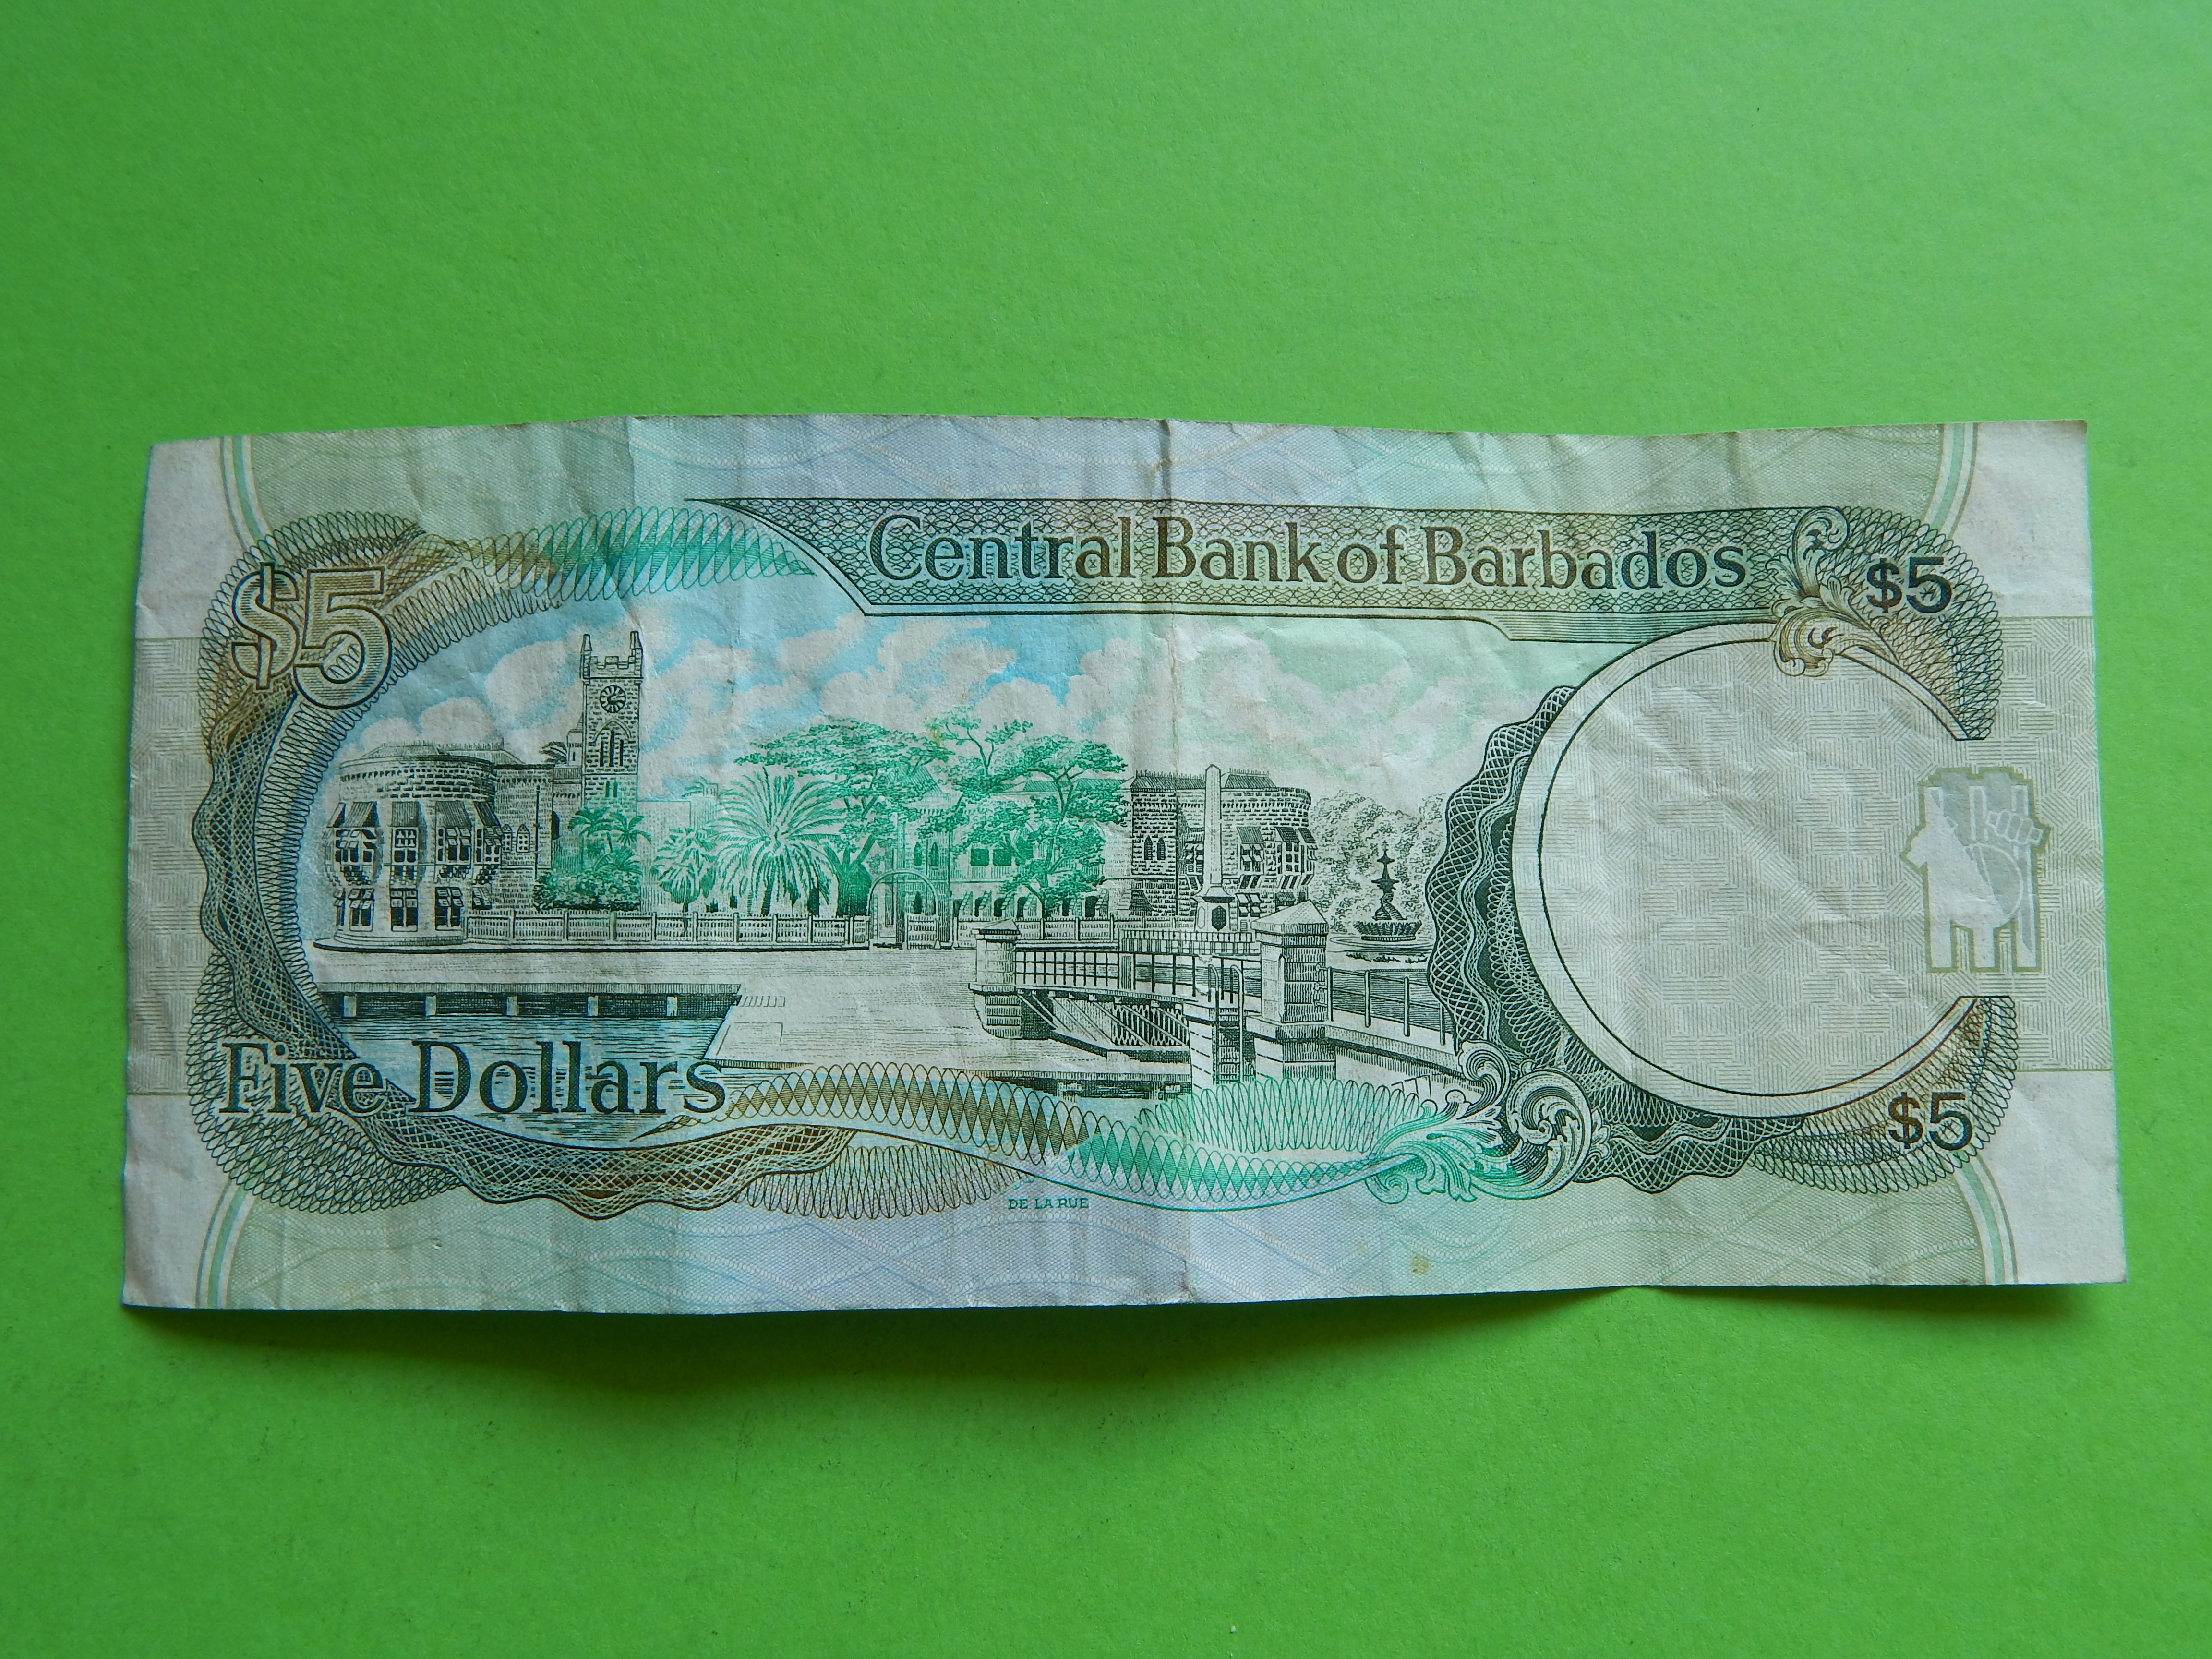 Central Bank of Barbados
$5
$5
Five Dollars
$5
DE LA RUE